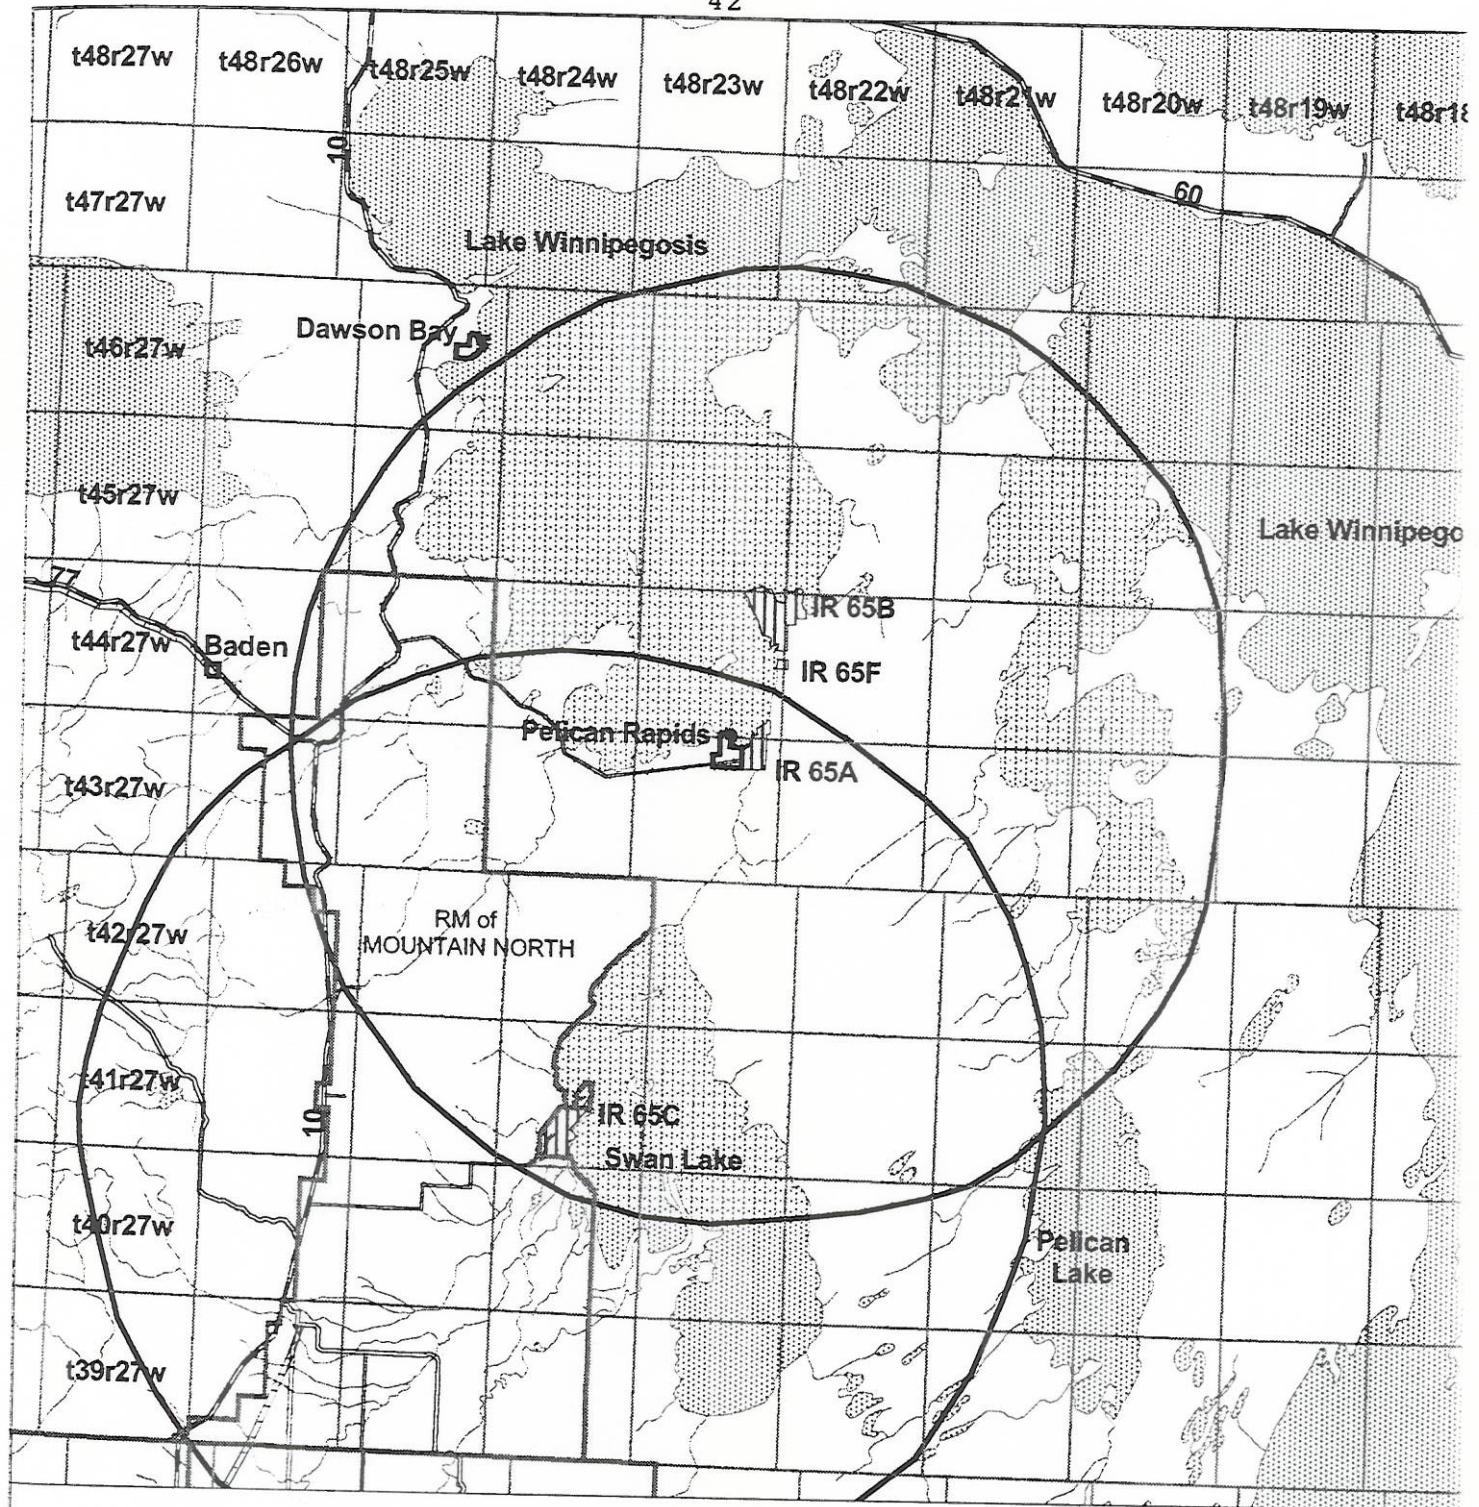 42
t48r27w
t48r26w
t48r25w
t48r24w
t48r23w
t48r22w
t48r21w
t48r20w
t48r19w
t48r18
10
60
t47r27w
Lake Winnipegosis
Dawson Bay
t46r27w
t45r27w
Lake Winnipego
77
IR 65B
t44r27w
Baden
IR 65F
Pelican Rapids
IR 65A
t43r27w
RM of
MOUNTAIN NORTH
t42r27w
t41r27w
10
IR 65C
Swan Lake
t40r27w
Pelican
Lake
t39r27w